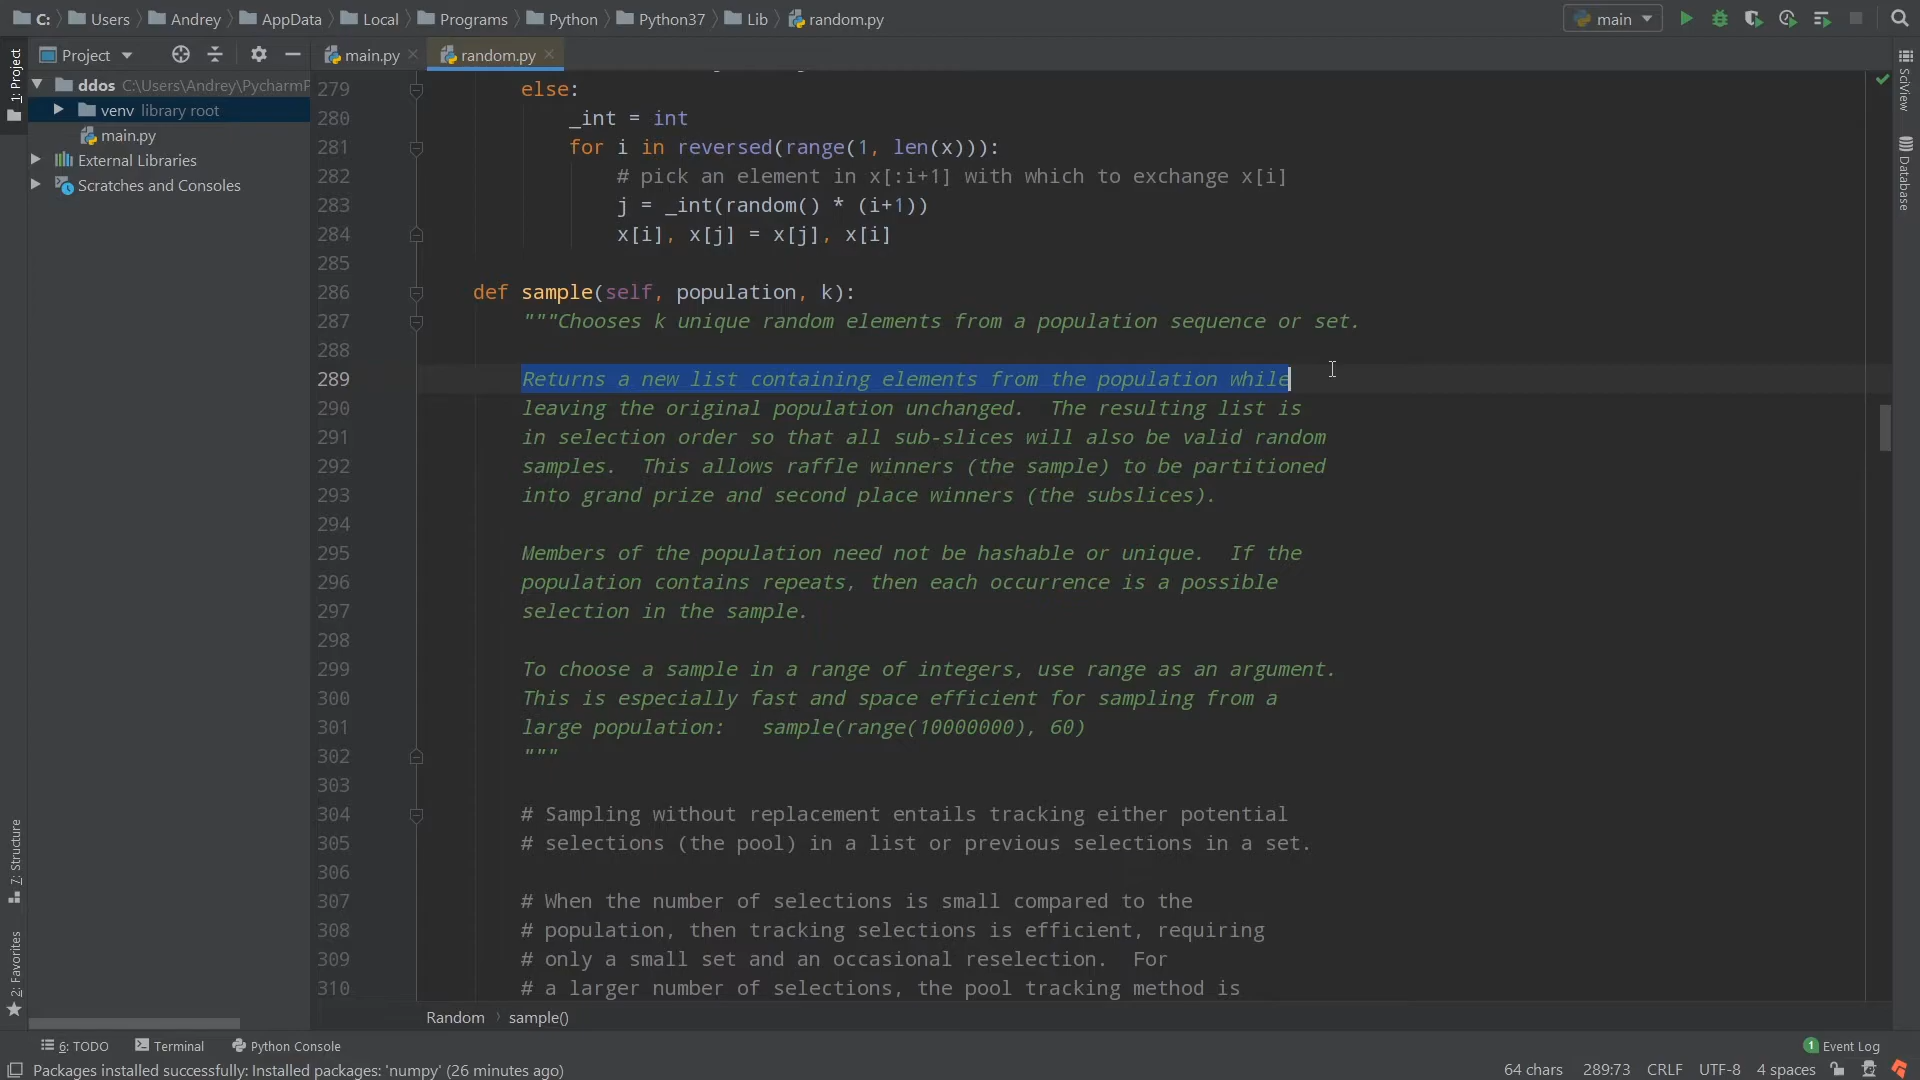 C: Users Andrey AppData Local Programs Python Python37 Lib random.py main
Project main.py random.py
1: Project
ddos C:\Users\Andrey\PycharmP
venv library root
main.py
External Libraries
Scratches and Consoles
SciView
Database
7: Structure
2: Favorites
279 else:
280 _int = int
281 for i in reversed(range(1, len(x))):
282 # pick an element in x[:i+1] with which to exchange x[i]
283 j = _int(random() * (i+1))
284 x[i], x[j] = x[j], x[i]
285
286 def sample(self, population, k):
287 """Chooses k unique random elements from a population sequence or set.
288
289 Returns a new list containing elements from the population while
290 leaving the original population unchanged.  The resulting list is
291 in selection order so that all sub-slices will also be valid random
292 samples.  This allows raffle winners (the sample) to be partitioned
293 into grand prize and second place winners (the subslices).
294
295 Members of the population need not be hashable or unique.  If the
296 population contains repeats, then each occurrence is a possible
297 selection in the sample.
298
299 To choose a sample in a range of integers, use range as an argument.
300 This is especially fast and space efficient for sampling from a
301 large population:   sample(range(10000000), 60)
302 """
303
304 # Sampling without replacement entails tracking either potential
305 # selections (the pool) in a list or previous selections in a set.
306
307 # When the number of selections is small compared to the
308 # population, then tracking selections is efficient, requiring
309 # only a small set and an occasional reselection.  For
310 # a larger number of selections, the pool tracking method is
Random sample()
6: TODO Terminal Python Console 1 Event Log
Packages installed successfully: Installed packages: 'numpy' (26 minutes ago) 64 chars 289:73 CRLF UTF-8 4 spaces